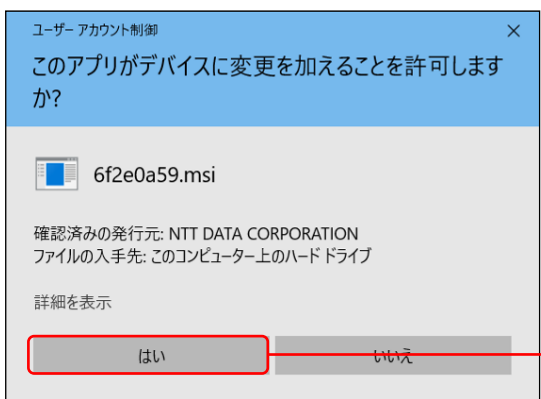 ユーザー アカウント制御
このアプリがデバイスに変更を加えることを許可します
か?
6f2e0a59.msi
確認済みの発行元: NTT DATA CORPORATION
ファイルの入手先: このコンピューター上のハード ドライブ
詳細を表示
はい
いいえ